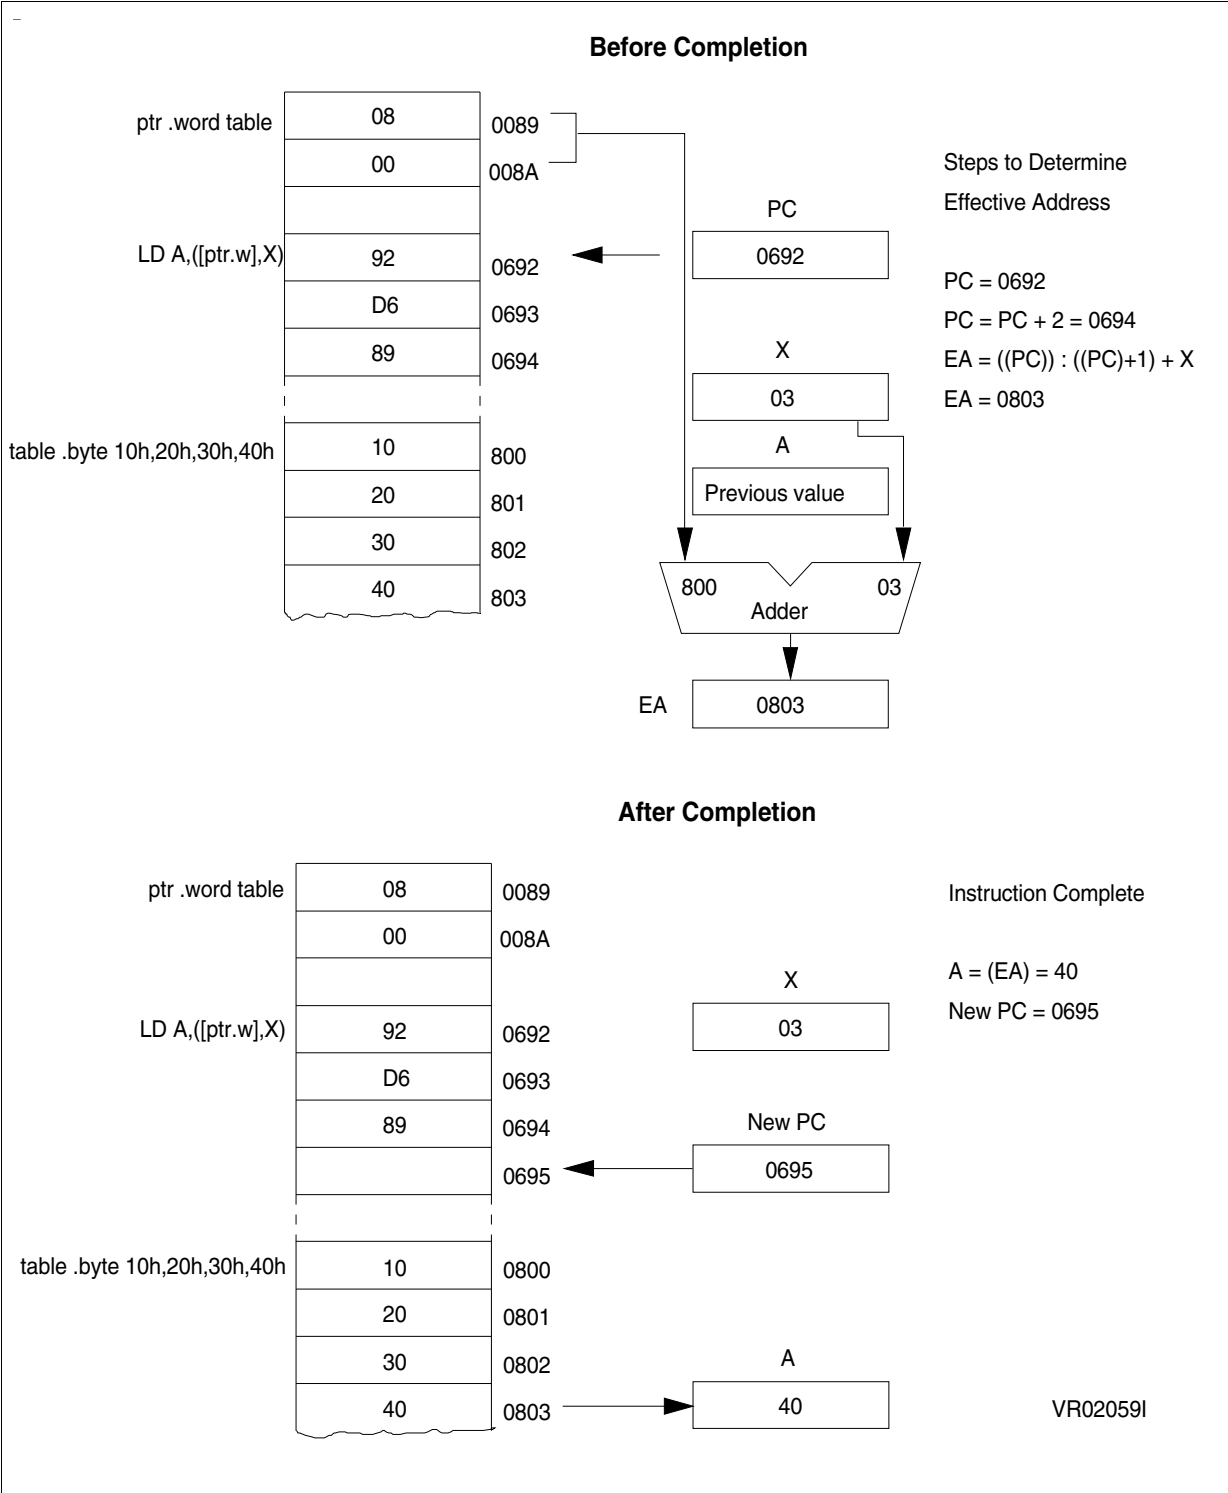 Before Completion
ptr .word table
08
0089
00
008A
Steps to Determine
Effective Address
PC
LD A,([ptr.w],X)
92
0692
0692
PC = 0692
D6
0693
PC = PC + 2 = 0694
89
0694
X
EA = ((PC)) : ((PC)+1) + X
03
EA = 0803
table .byte 10h,20h,30h,40h
10
800
A
20
801
Previous value
30
802
40
803
800
03
Adder
EA
0803
After Completion
ptr .word table
08
0089
Instruction Complete
00
008A
X
A = (EA) = 40
LD A,([ptr.w],X)
92
0692
03
New PC = 0695
D6
0693
89
0694
New PC
0695
0695
table .byte 10h,20h,30h,40h
10
0800
20
0801
30
0802
A
40
0803
40
VR02059I